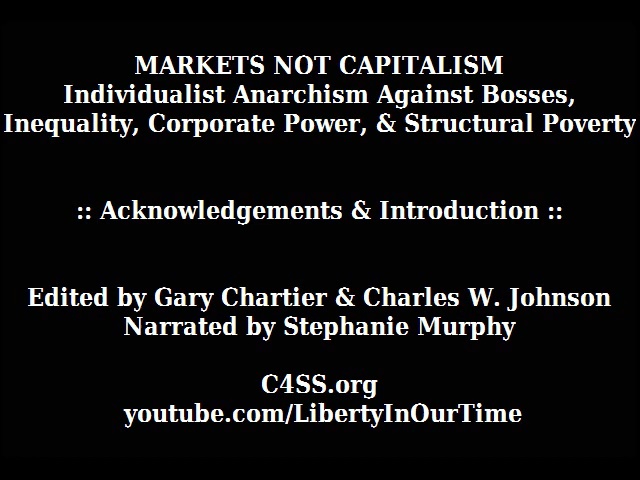 MARKETS NOT CAPITALISM
Individualist Anarchism Against Bosses,
Inequality, Corporate Power, & Structural Poverty
:: Acknowledgements & Introduction ::
Edited by Gary Chartier & Charles W. Johnson
Narrated by Stephanie Murphy
C4SS.org
youtube.com/LibertyInOurTime